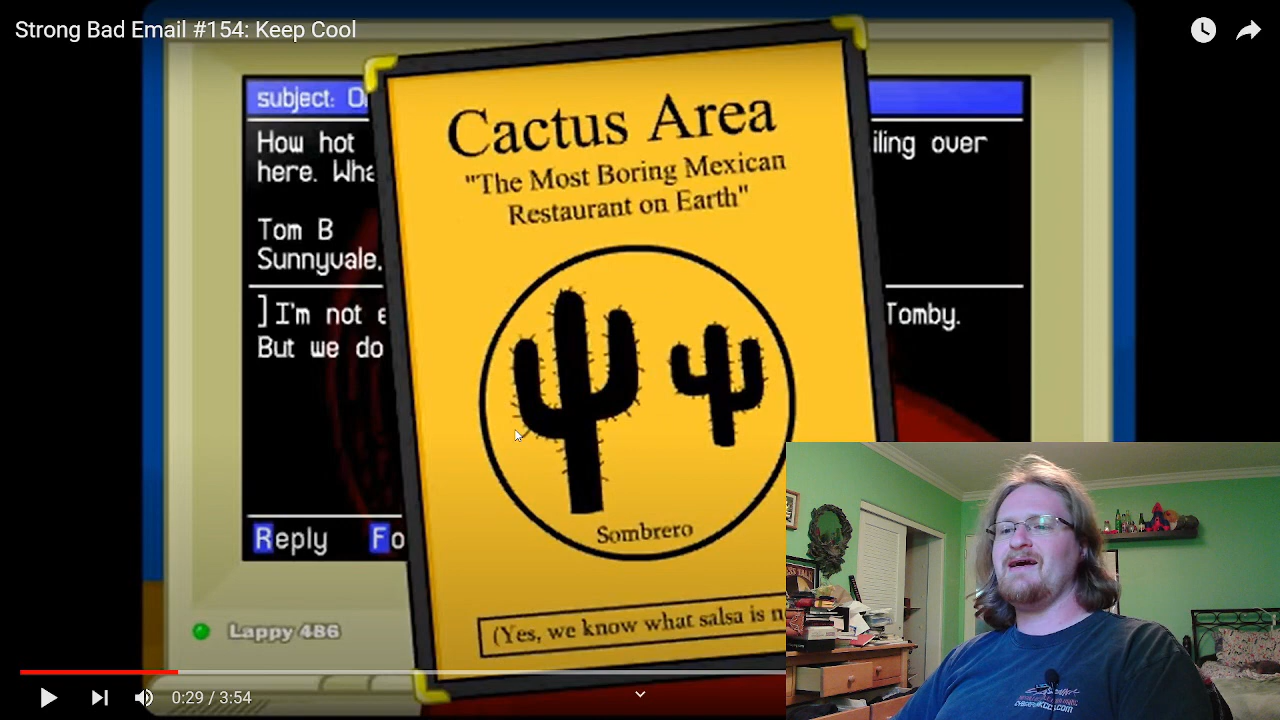 Strong Bad Email #154: Keep Cool
subject: O
How hot
iling over
here. Wha
Tom B
Sunnyvale,
]I'm not e
Tomby.
But we do
Reply Fo
Lappy 486
Cactus Area
"The Most Boring Mexican
Restaurant on Earth"
Sombrero
(Yes, we know what salsa is n
0:29 / 3:54